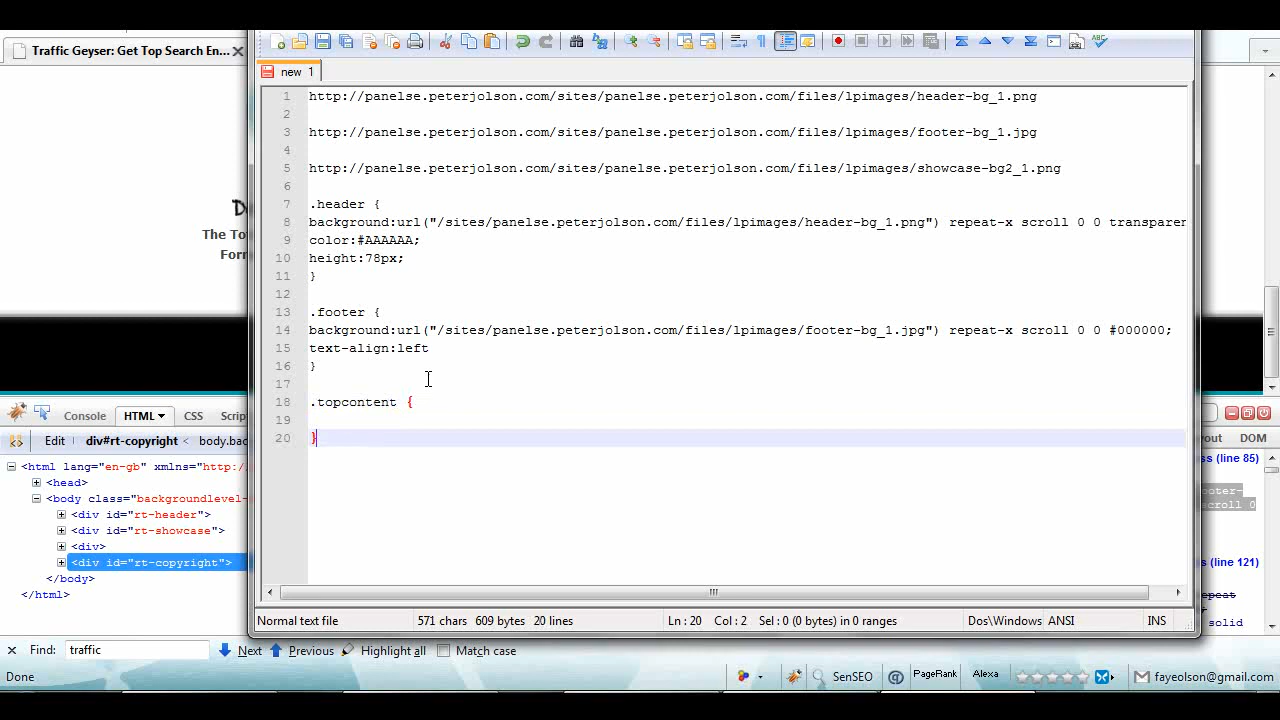 Traffic Geyser: Get Top Search En...
new 1
1 http://panelse.peterjolson.com/sites/panelse.peterjolson.com/files/lpimages/header-bg_1.png
2
3 http://panelse.peterjolson.com/sites/panelse.peterjolson.com/files/lpimages/footer-bg_1.jpg
4
5 http://panelse.peterjolson.com/sites/panelse.peterjolson.com/files/lpimages/showcase-bg2_1.png
6
7 .header {
8 background:url("/sites/panelse.peterjolson.com/files/lpimages/header-bg_1.png") repeat-x scroll 0 0 transparen
9 color:#AAAAAA;
10 height:78px;
11 }
12
13 .footer {
14 background:url("/sites/panelse.peterjolson.com/files/lpimages/footer-bg_1.jpg") repeat-x scroll 0 0 #000000;
15 text-align:left
16 }
17
18 .topcontent {
19
20 }
The To
For
Console HTML CSS Scrip
Edit div#rt-copyright < body.bac
<html lang="en-gb" xmlns="http:/
<head>
<body class="backgroundlevel-
<div id="rt-header">
<div id="rt-showcase">
<div>
<div id="rt-copyright">
</body>
</html>
out DOM
ss (line 85)
ooter-
scroll 0
s (line 121)
epeat
solid
Normal text file 571 chars 609 bytes 20 lines Ln : 20 Col : 2 Sel : 0 (0 bytes) in 0 ranges Dos\Windows ANSI INS
Find: traffic Next Previous Highlight all Match case
Done SenSEO PageRank Alexa fayeolson@gmail.com